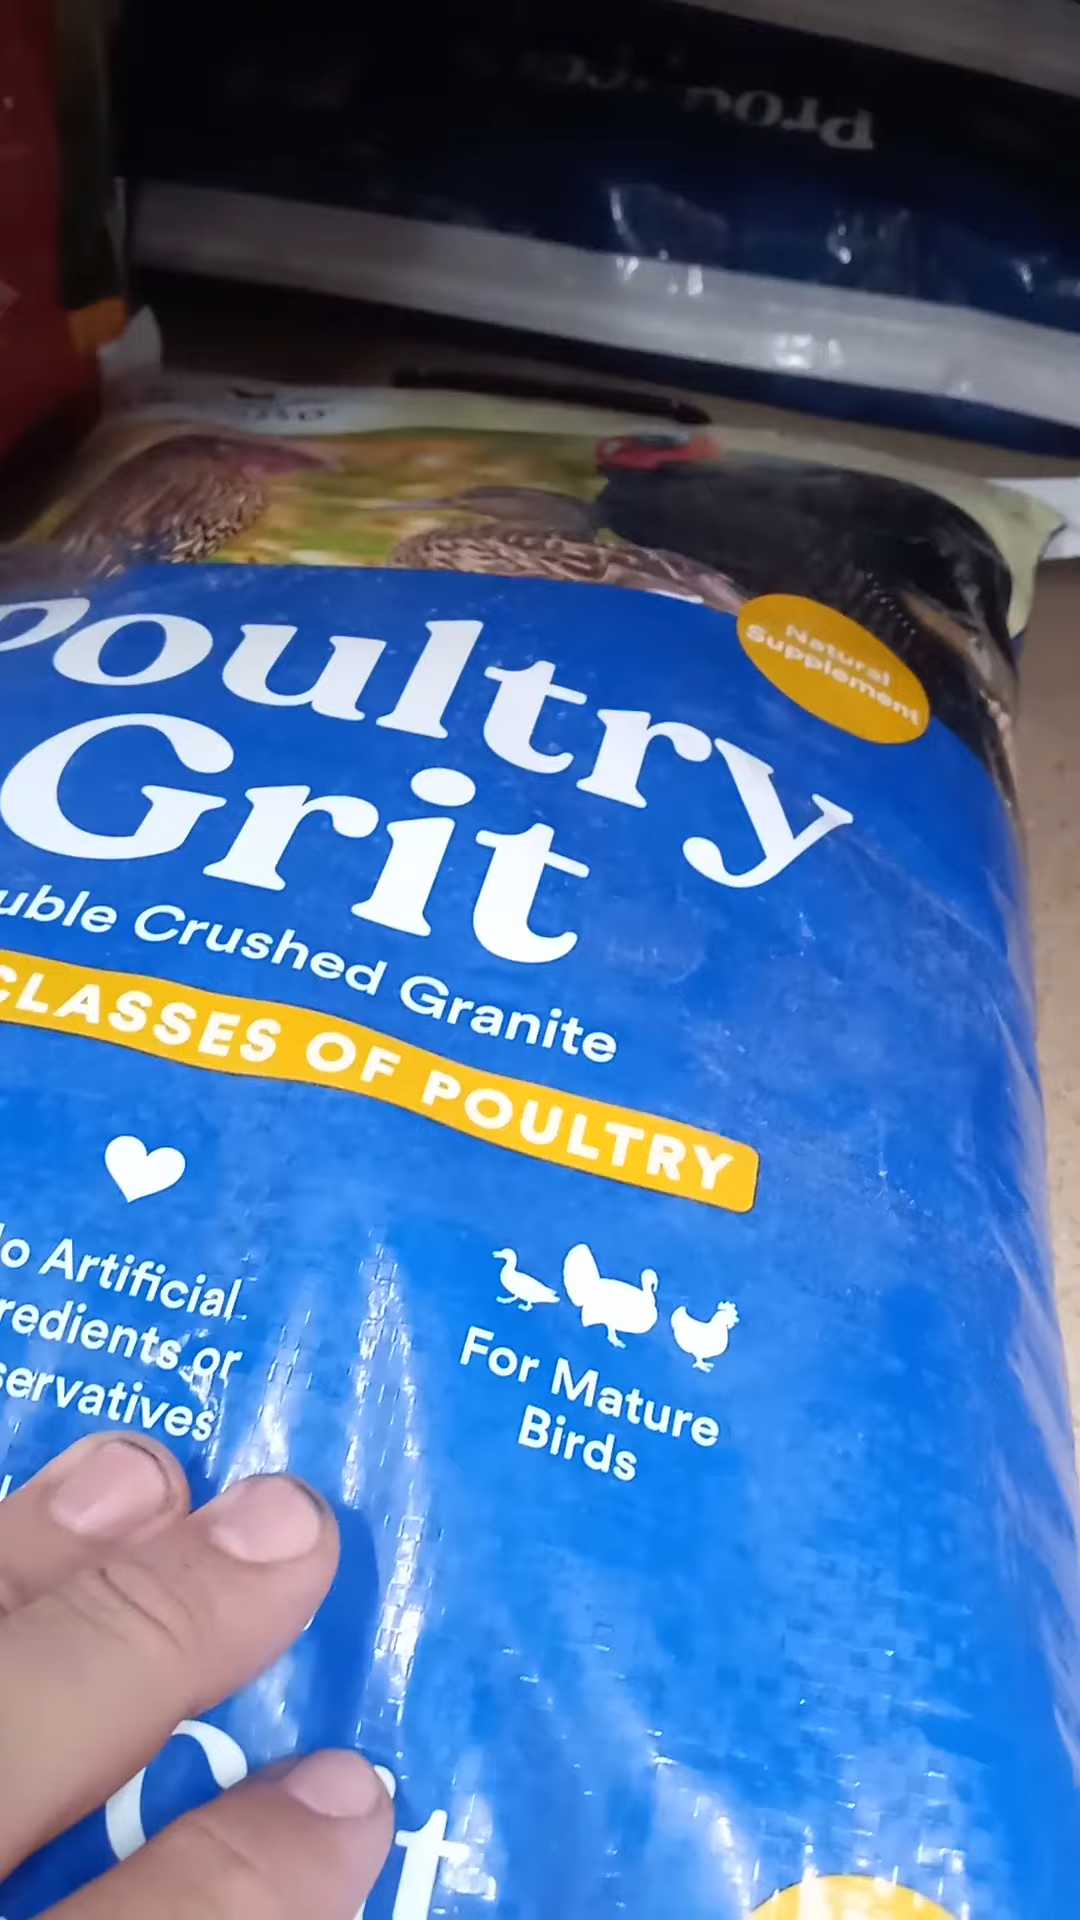 Poultry
Grit
Natural
Supplement
uble Crushed Granite
CLASSES OF POULTRY
o Artificial
redients or
servatives
For Mature
Birds